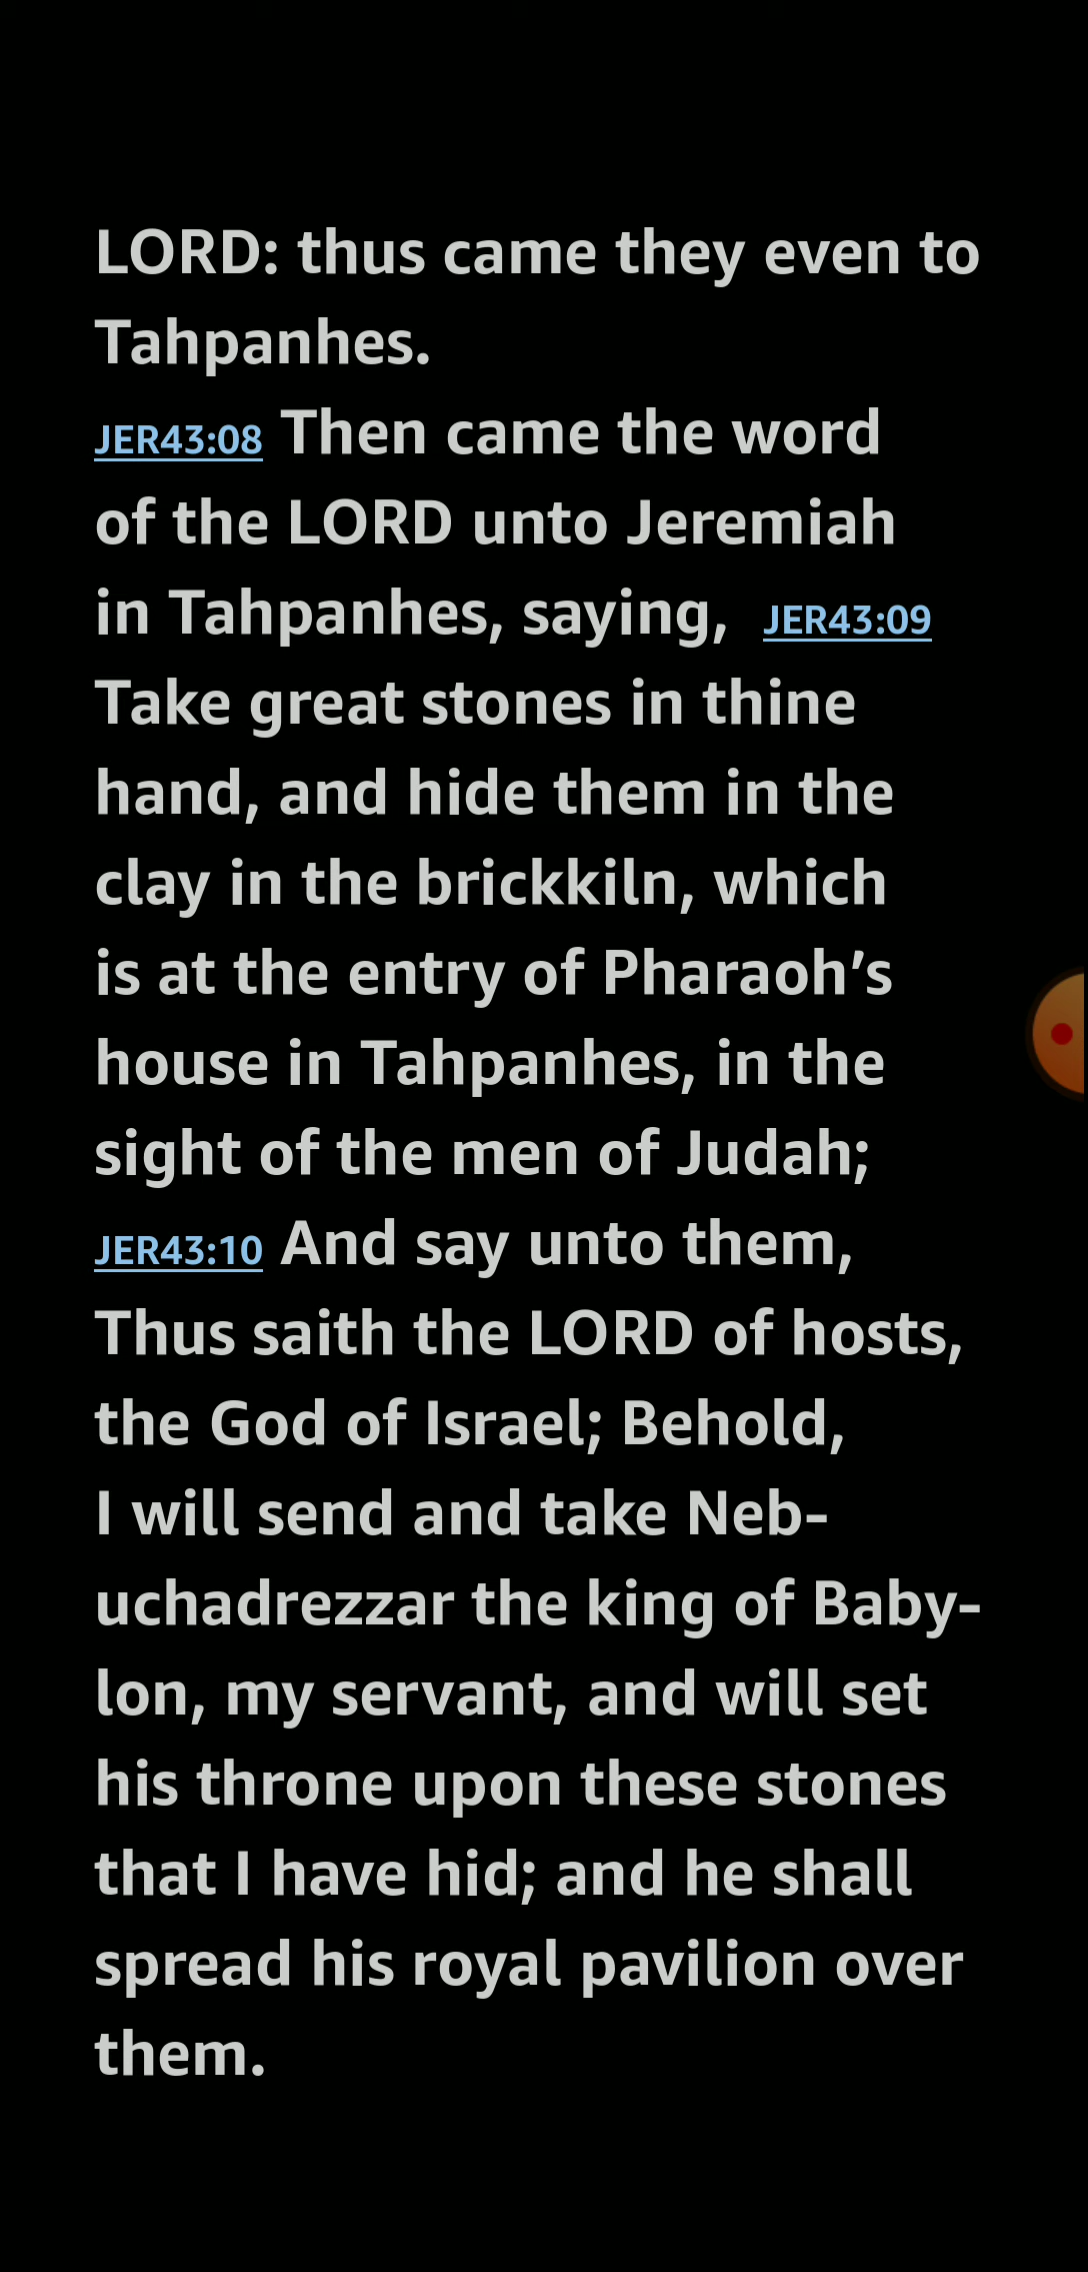 LORD: thus came they even to
Tahpanhes.
JER43:08 Then came the word
of the LORD unto Jeremiah
in Tahpanhes, saying, JER43:09
Take great stones in thine
hand, and hide them in the
clay in the brickkiln, which
is at the entry of Pharaoh’s
house in Tahpanhes, in the
sight of the men of Judah;
JER43:10 And say unto them,
Thus saith the LORD of hosts,
the God of Israel; Behold,
I will send and take Neb-
uchadrezzar the king of Baby-
lon, my servant, and will set
his throne upon these stones
that I have hid; and he shall
spread his royal pavilion over
them.